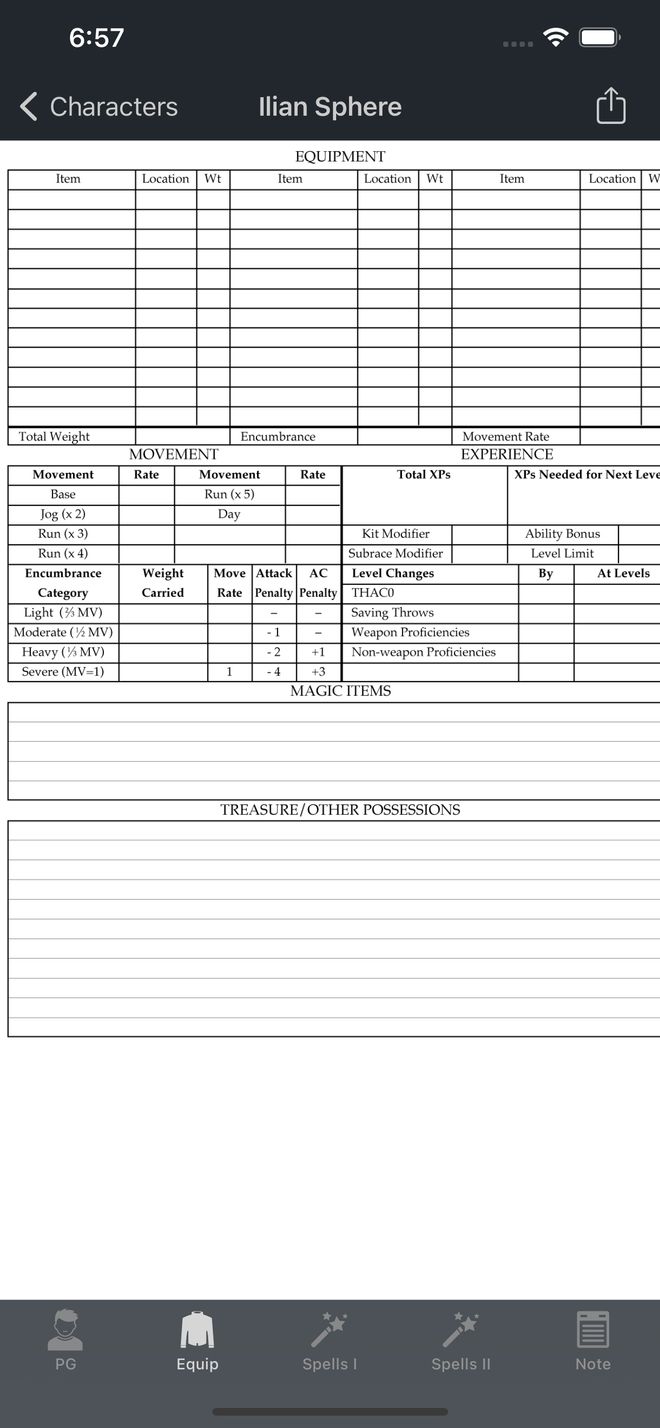 6:57
Characters
Ilian Sphere
EQUIPMENT
Item Location Wt Item Location Wt Item Location
Total Weight Encumbrance Movement Rate
MOVEMENT EXPERIENCE
Movement Rate Movement Rate Total XPs XPs Needed for Next Leve
Base Run (x 5)
Jog (x 2) Day
Run (x 3) Kit Modifier Ability Bonus
Run (x 4) Subrace Modifier Level Limit
Encumbrance Weight Move Attack AC Level Changes By At Levels
Category Carried Rate Penalty Penalty THAC0
Light (⅔ MV) – – Saving Throws
Moderate (½ MV) - 1 – Weapon Proficiencies
Heavy (⅓ MV) - 2 +1 Non-weapon Proficiencies
Severe (MV=1) 1 - 4 +3
MAGIC ITEMS
TREASURE/OTHER POSSESSIONS
PG Equip Spells I Spells II Note